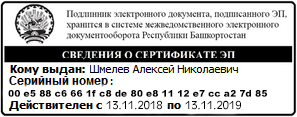 Подлинник электронного документа, подписанного ЭП,
хранится в системе межведомственного электронного
документооборота Республики Башкортостан
СВЕДЕНИЯ О СЕРТИФИКАТЕ ЭП
Кому выдан: Шмелев Алексей Николаевич
Серийный номер:
00 e5 88 c6 66 1f c8 de 80 e8 11 12 e7 cc a2 7d 85
Действителен с 13.11.2018 по 13.11.2019